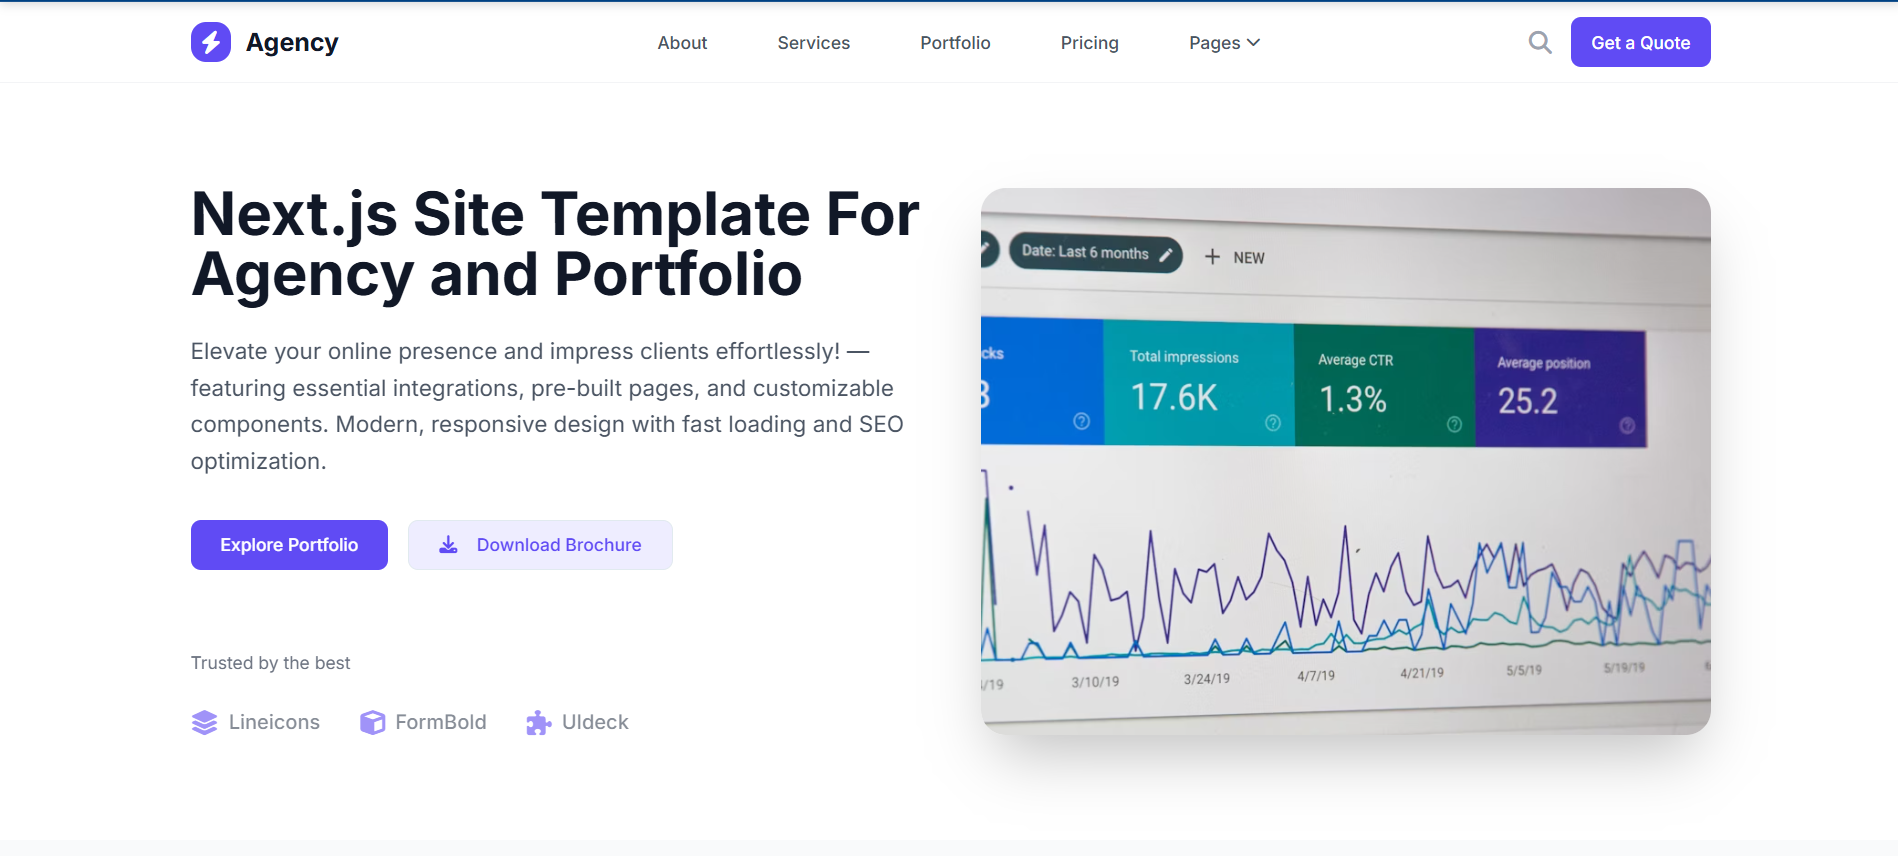 Agency
About
Services
Portfolio
Pricing
Pages
Get a Quote
Next.js Site Template For
Agency and Portfolio
Elevate your online presence and impress clients effortlessly! —
featuring essential integrations, pre-built pages, and customizable
components. Modern, responsive design with fast loading and SEO
optimization.
Explore Portfolio
Download Brochure
Trusted by the best
Lineicons
FormBold
UIdeck
Date: Last 6 months
NEW
Total impressions
17.6K
Average CTR
1.3%
Average position
25.2
3/10/19
3/24/19
4/7/19
4/21/19
5/5/19
5/19/19